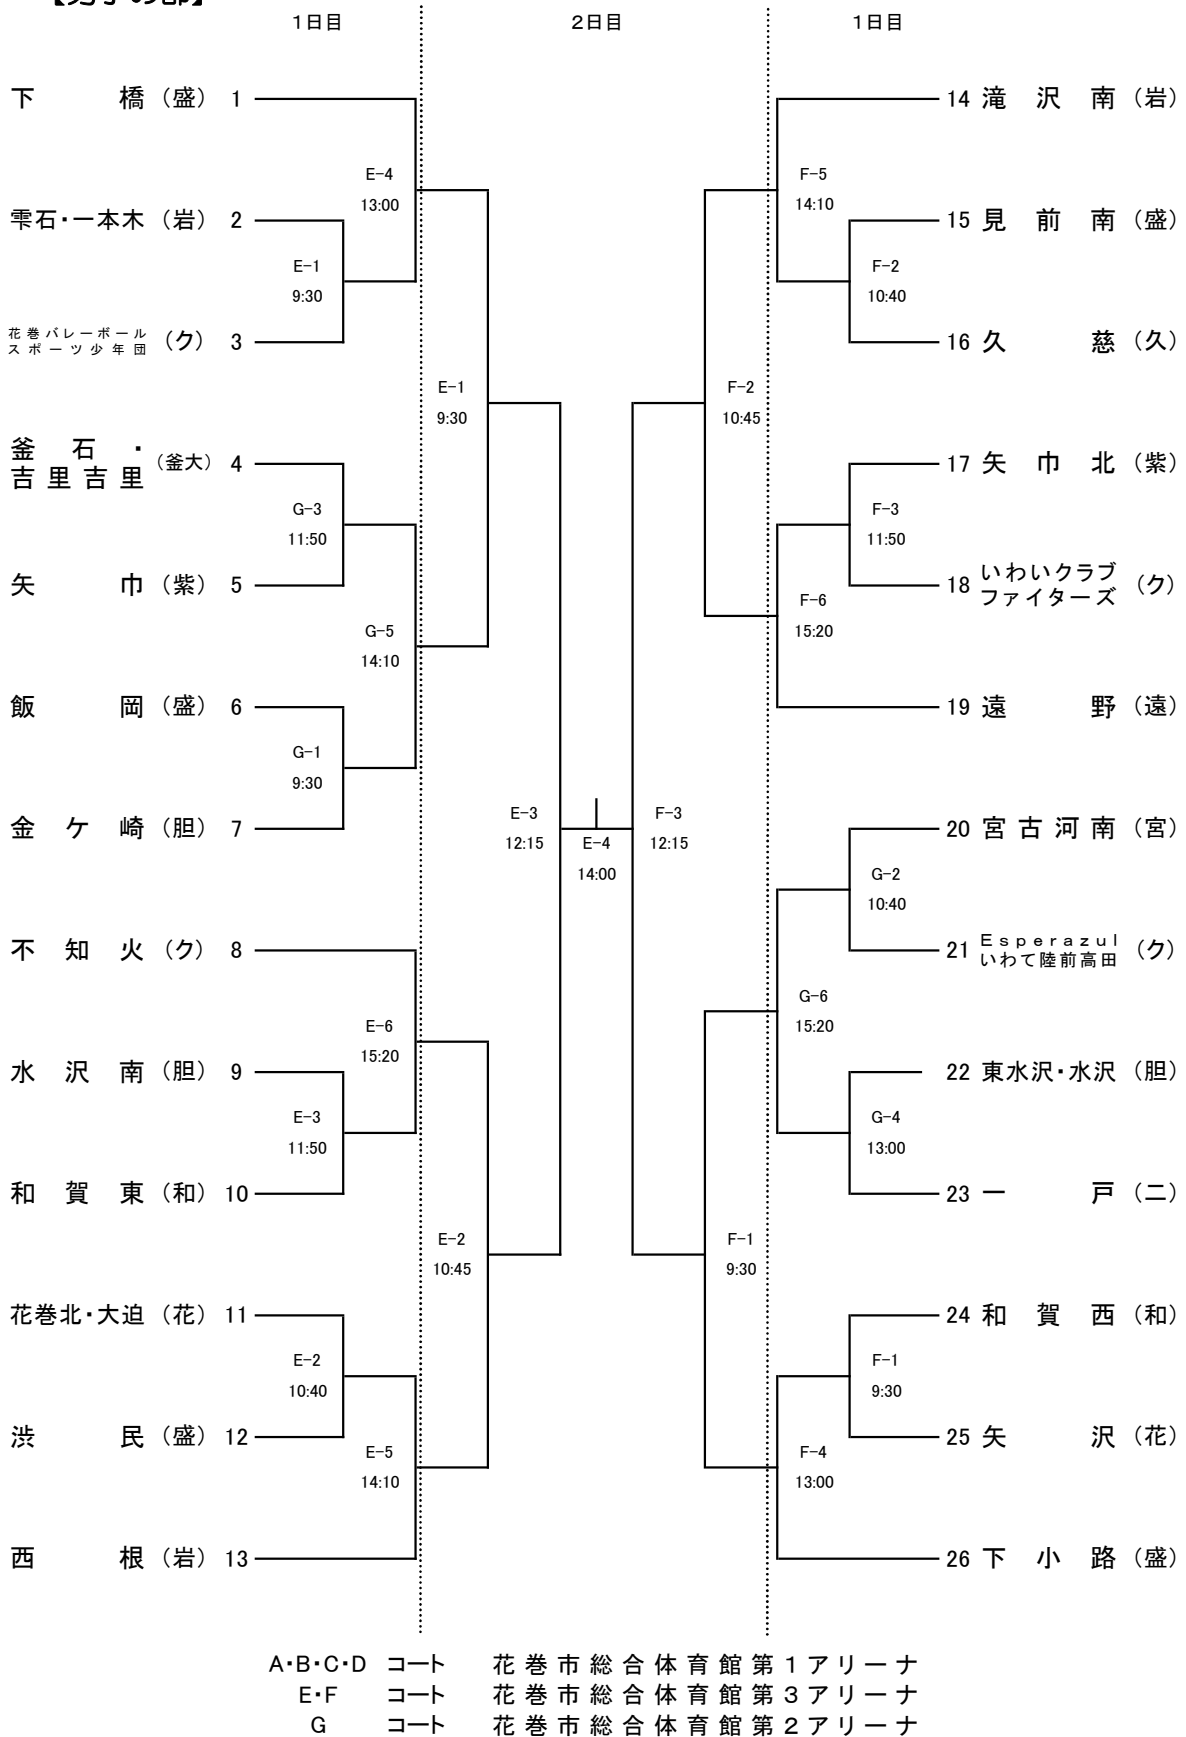 【男子の部】
1日目 2日目 1日目
下橋（盛） 1
雫石・一本木（岩） 2
花巻バレーボール
スポーツ少年団（ク） 3
釜石・
吉里吉里（釜大） 4
矢巾（紫） 5
飯岡（盛） 6
金ケ崎（胆） 7
不知火（ク） 8
水沢南（胆） 9
和賀東（和） 10
花巻北・大迫（花） 11
渋民（盛） 12
西根（岩） 13
E-4
13:00
E-1
9:30
G-3
11:50
G-5
14:10
G-1
9:30
E-6
15:20
E-3
11:50
E-2
10:40
E-5
14:10
E-1
9:30
E-2
10:45
E-3
12:15
E-4
14:00
F-3
12:15
F-2
10:45
F-1
9:30
F-5
14:10
F-2
10:40
F-3
11:50
F-6
15:20
G-2
10:40
G-6
15:20
G-4
13:00
F-1
9:30
F-4
13:00
14 滝沢南（岩）
15 見前南（盛）
16 久慈（久）
17 矢巾北（紫）
18 いわいクラブ
ファイターズ（ク）
19 遠野（遠）
20 宮古河南（宮）
21 Esperazul
いわて陸前高田（ク）
22 東水沢・水沢（胆）
23 一戸（二）
24 和賀西（和）
25 矢沢（花）
26 下小路（盛）
A・B・C・D コート 花巻市総合体育館第1アリーナ
E・F コート 花巻市総合体育館第3アリーナ
G コート 花巻市総合体育館第2アリーナ